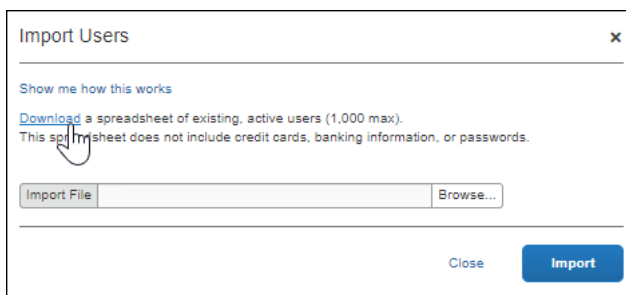 Import Users ×
Show me how this works
Download a spreadsheet of existing, active users (1,000 max).
This spreadsheet does not include credit cards, banking information, or passwords.
Import File Browse...
Close Import